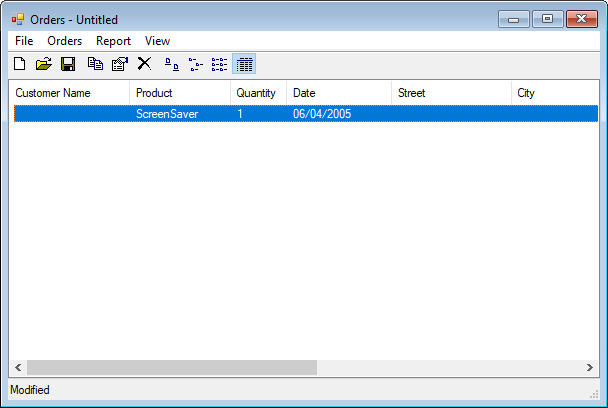 Orders - Untitled
File Orders Report View
Customer Name Product Quantity Date Street City
ScreenSaver 1 06/04/2005
Modified